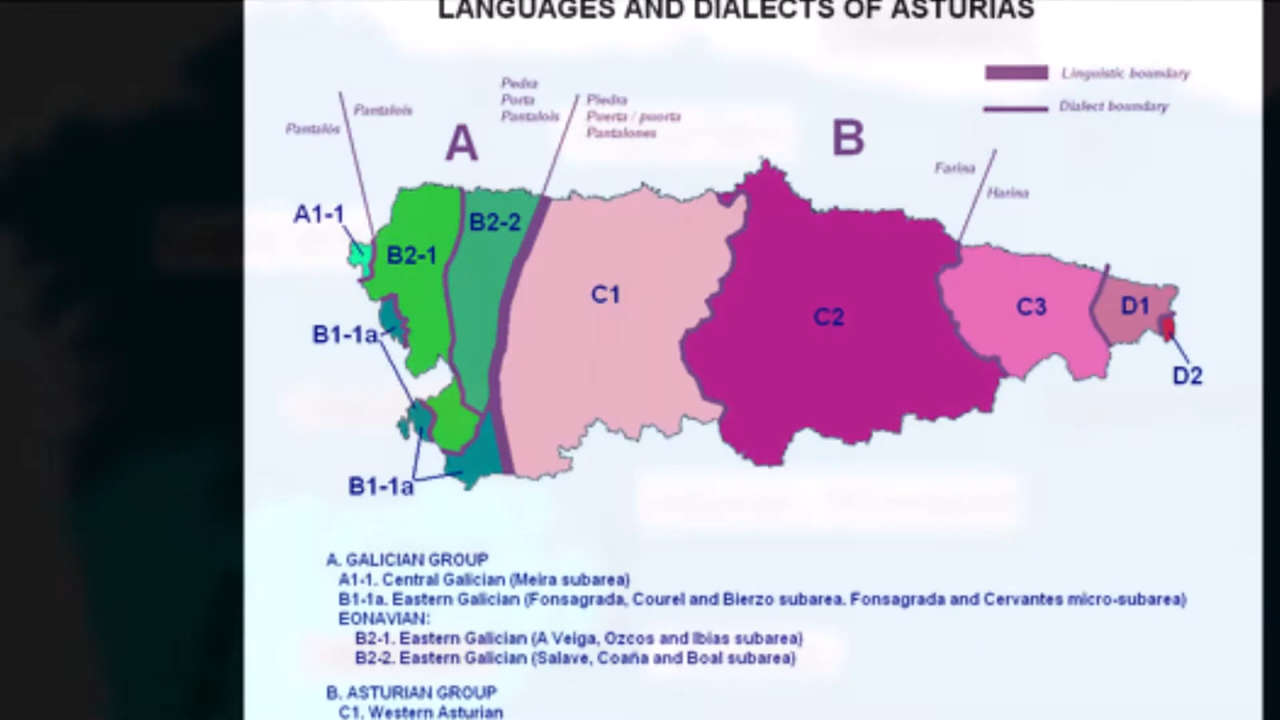 LANGUAGES AND DIALECTS OF ASTURIAS
Linguistic boundary
Dialect boundary
Pantalós
Pantalois
Pedra
Porta
Pantalois
Piedra
Puerta / puorta
Pantalones
A
B
Farina
Harina
A1-1
B2-1
B2-2
C1
C2
C3
D1
D2
B1-1a
B1-1a
A. GALICIAN GROUP
A1-1. Central Galician (Meira subarea)
B1-1a. Eastern Galician (Fonsagrada, Courel and Bierzo subarea. Fonsagrada and Cervantes micro-subarea)
EONAVIAN:
B2-1. Eastern Galician (A Veiga, Ozcos and Ibias subarea)
B2-2. Eastern Galician (Salave, Coaña and Boal subarea)
B. ASTURIAN GROUP
C1. Western Asturian